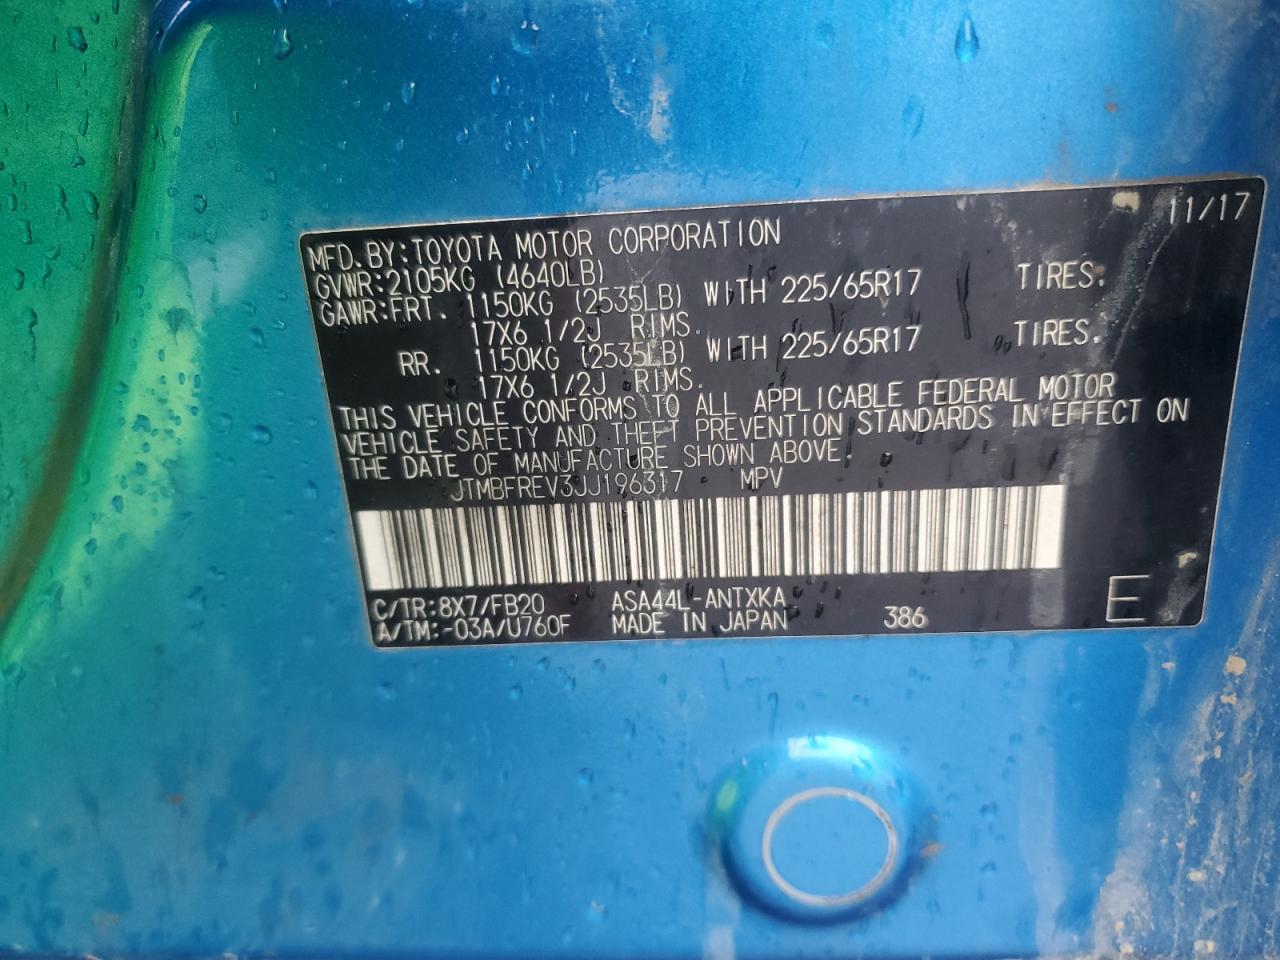 11/17
MFD.BY:TOYOTA MOTOR CORPORATION
GVWR:2105KG (4640LB)
GAWR:FRT. 1150KG (2535LB) WITH 225/65R17 TIRES.
17X6 1/2J RIMS.
RR. 1150KG (2535LB) WITH 225/65R17 TIRES.
17X6 1/2J RIMS.
THIS VEHICLE CONFORMS TO ALL APPLICABLE FEDERAL MOTOR
VEHICLE SAFETY AND THEFT PREVENTION STANDARDS IN EFFECT ON
THE DATE OF MANUFACTURE SHOWN ABOVE.
JTMBFREV3JJ196317 MPV
C/TR:8X7/FB20 ASA44L-ANTXKA
A/TM:-03A/U760F MADE IN JAPAN 386 E